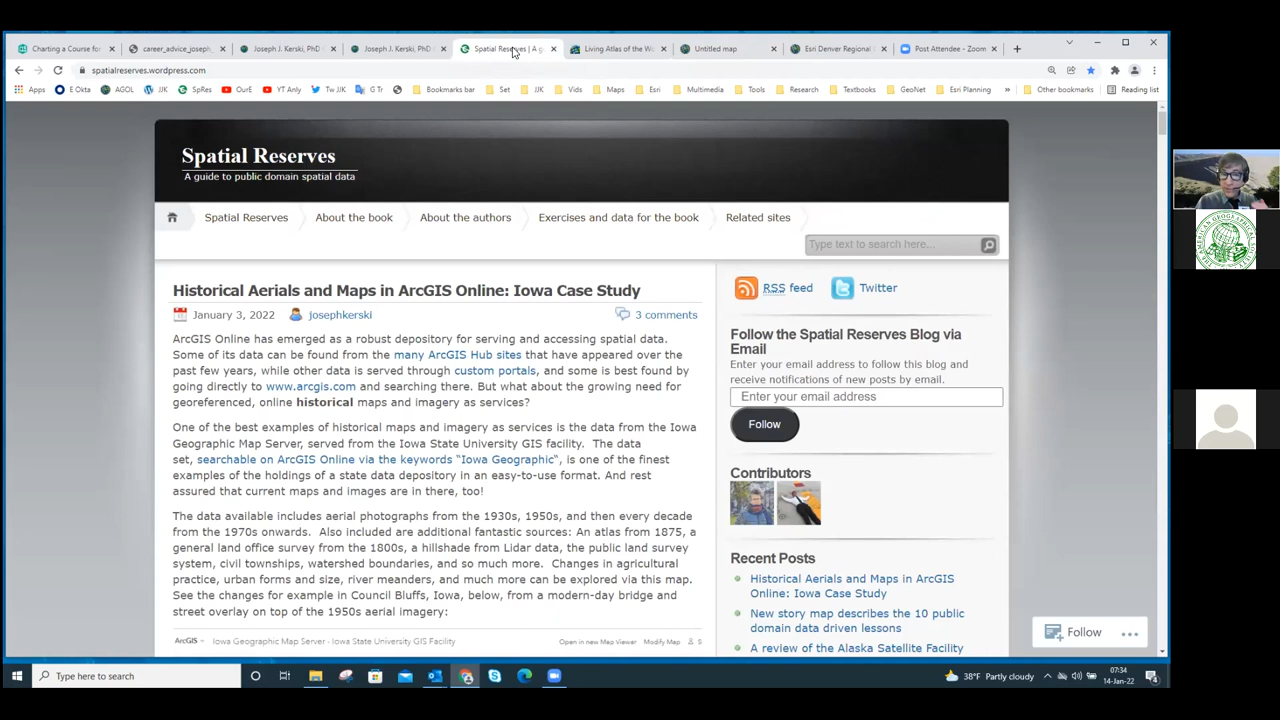 Charting a Course fo
career_advice_joseph_
Joseph J. Kerski, PhD
Joseph J. Kerski, PhD
Spatial Reserves | A g
Living Atlas of the Wo
Untitled map
Esri Denver Regional
Post Attendee - Zoom
spatialreserves.wordpress.com
Apps
E Okta
AGOL
JJK
SpRes
OurE
YT Anly
Tw JJK
G Tr
Bookmarks bar
Set
JJK
Vids
Maps
Esri
Multimedia
Tools
Research
Textbooks
GeoNet
Esri Planning
»
Other bookmarks
Reading list
Spatial Reserves
A guide to public domain spatial data
Spatial Reserves
About the book
About the authors
Exercises and data for the book
Related sites
Type text to search here...
Historical Aerials and Maps in ArcGIS Online: Iowa Case Study
January 3, 2022
josephkerski
3 comments
ArcGIS Online has emerged as a robust depository for serving and accessing spatial data.
Some of its data can be found from the many ArcGIS Hub sites that have appeared over the
past few years, while other data is served through custom portals, and some is best found by
going directly to www.arcgis.com and searching there. But what about the growing need for
georeferenced, online historical maps and imagery as services?
One of the best examples of historical maps and imagery as services is the data from the Iowa
Geographic Map Server, served from the Iowa State University GIS facility. The data
set, searchable on ArcGIS Online via the keywords "Iowa Geographic", is one of the finest
examples of the holdings of a state data depository in an easy-to-use format. And rest
assured that current maps and images are in there, too!
The data available includes aerial photographs from the 1930s, 1950s, and then every decade
from the 1970s onwards. Also included are additional fantastic sources: An atlas from 1875, a
general land office survey from the 1800s, a hillshade from Lidar data, the public land survey
system, civil townships, watershed boundaries, and so much more. Changes in agricultural
practice, urban forms and size, river meanders, and much more can be explored via this map.
See the changes for example in Council Bluffs, Iowa, below, from a modern-day bridge and
street overlay on top of the 1950s aerial imagery:
ArcGIS
Iowa Geographic Map Server - Iowa State University GIS Facility
Open in new Map Viewer
Modify Map
RSS feed
Twitter
Follow the Spatial Reserves Blog via
Email
Enter your email address to follow this blog and
receive notifications of new posts by email.
Enter your email address
Follow
Contributors
Recent Posts
Historical Aerials and Maps in ArcGIS
Online: Iowa Case Study
New story map describes the 10 public
domain data driven lessons
A review of the Alaska Satellite Facility
Follow
Type here to search
38°F Partly cloudy
07:34
14-Jan-22